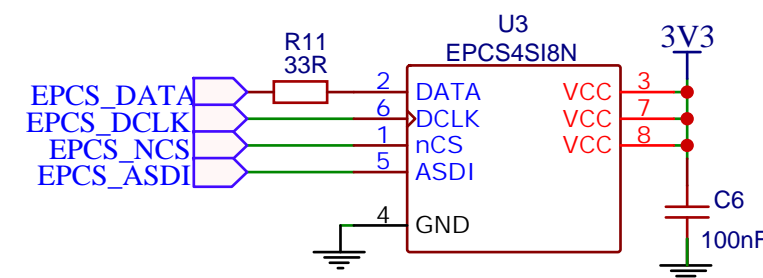 U3
EPCS4SI8N
3V3
R11
33R
EPCS_DATA 2 DATA VCC 3
EPCS_DCLK 6 DCLK VCC 7
EPCS_NCS 1 nCS VCC 8
EPCS_ASDI 5 ASDI
4 GND
C6
100nF